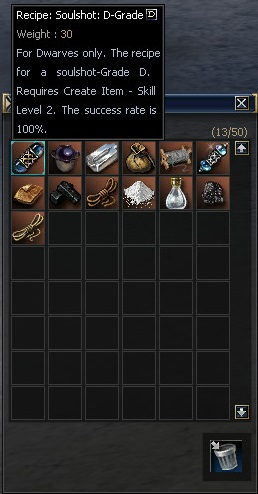 Recipe: Soulshot: D-Grade D
Weight : 30
For Dwarves only. The recipe
for a soulshot-Grade D.
Requires Create Item - Skill
Level 2. The success rate is
100%.
(13/50)